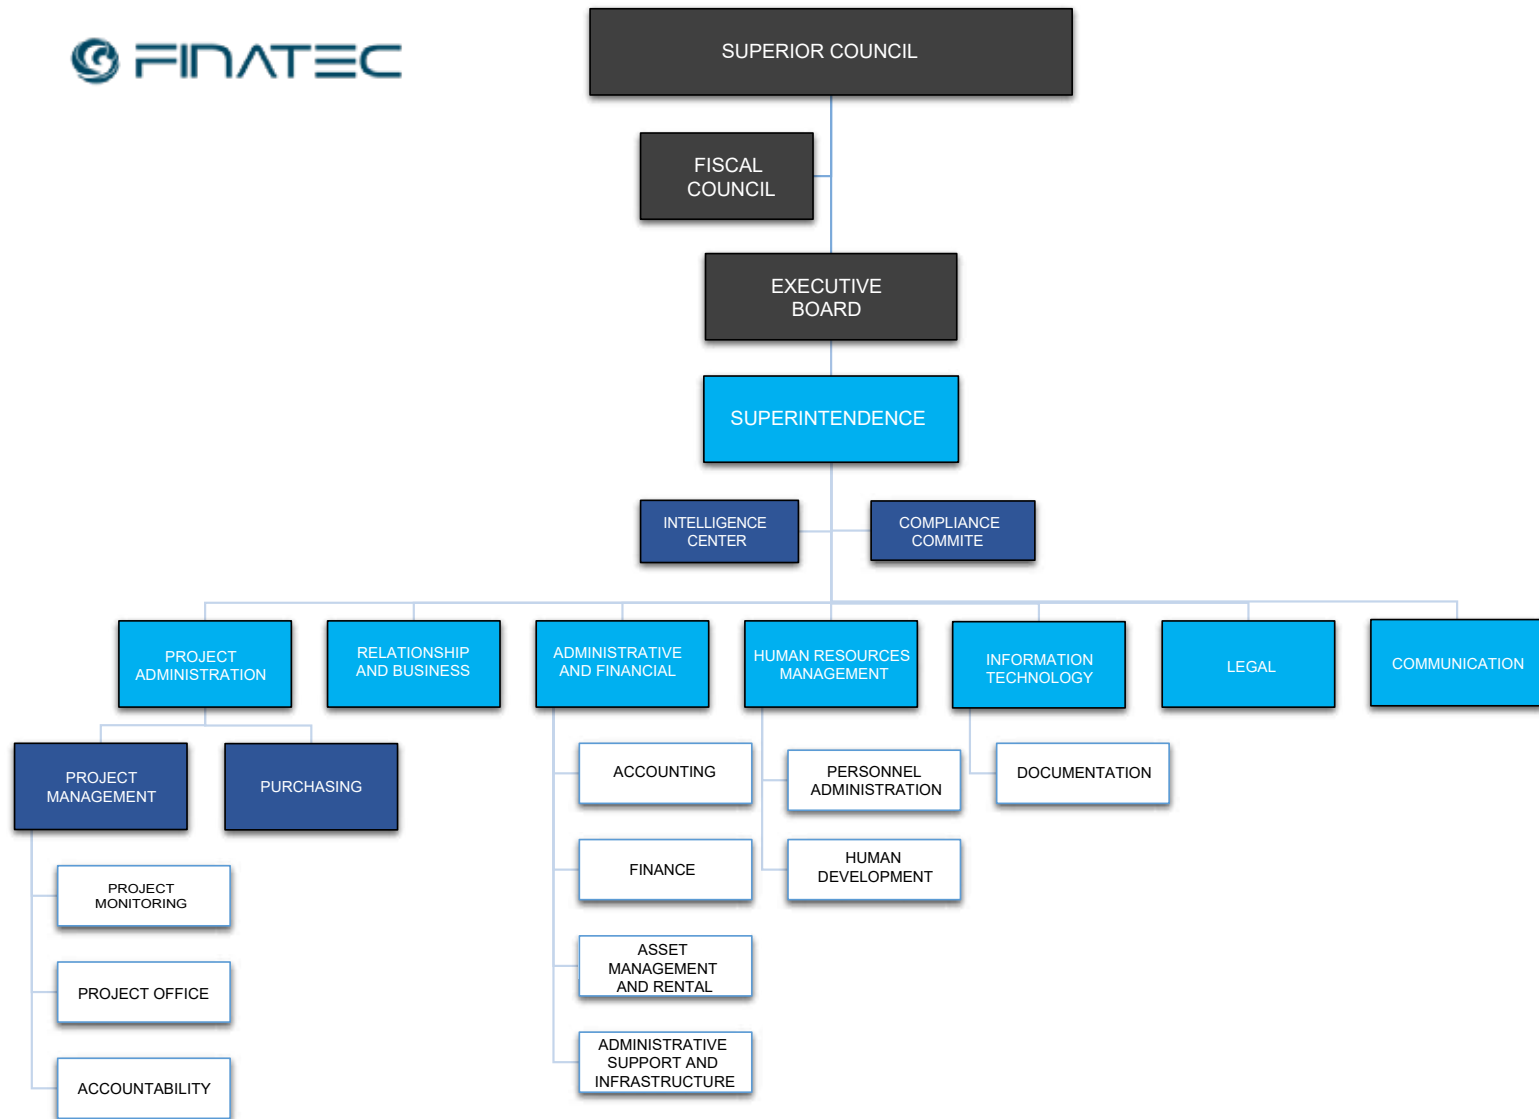 FINATEC
SUPERIOR COUNCIL
FISCAL
COUNCIL
EXECUTIVE
BOARD
SUPERINTENDENCE
INTELLIGENCE
CENTER
COMPLIANCE
COMMITE
PROJECT
ADMINISTRATION
RELATIONSHIP
AND BUSINESS
ADMINISTRATIVE
AND FINANCIAL
HUMAN RESOURCES
MANAGEMENT
INFORMATION
TECHNOLOGY
LEGAL
COMMUNICATION
PROJECT
MANAGEMENT
PURCHASING
ACCOUNTING
PERSONNEL
ADMINISTRATION
DOCUMENTATION
PROJECT
MONITORING
FINANCE
HUMAN
DEVELOPMENT
PROJECT OFFICE
ASSET
MANAGEMENT
AND RENTAL
ACCOUNTABILITY
ADMINISTRATIVE
SUPPORT AND
INFRASTRUCTURE